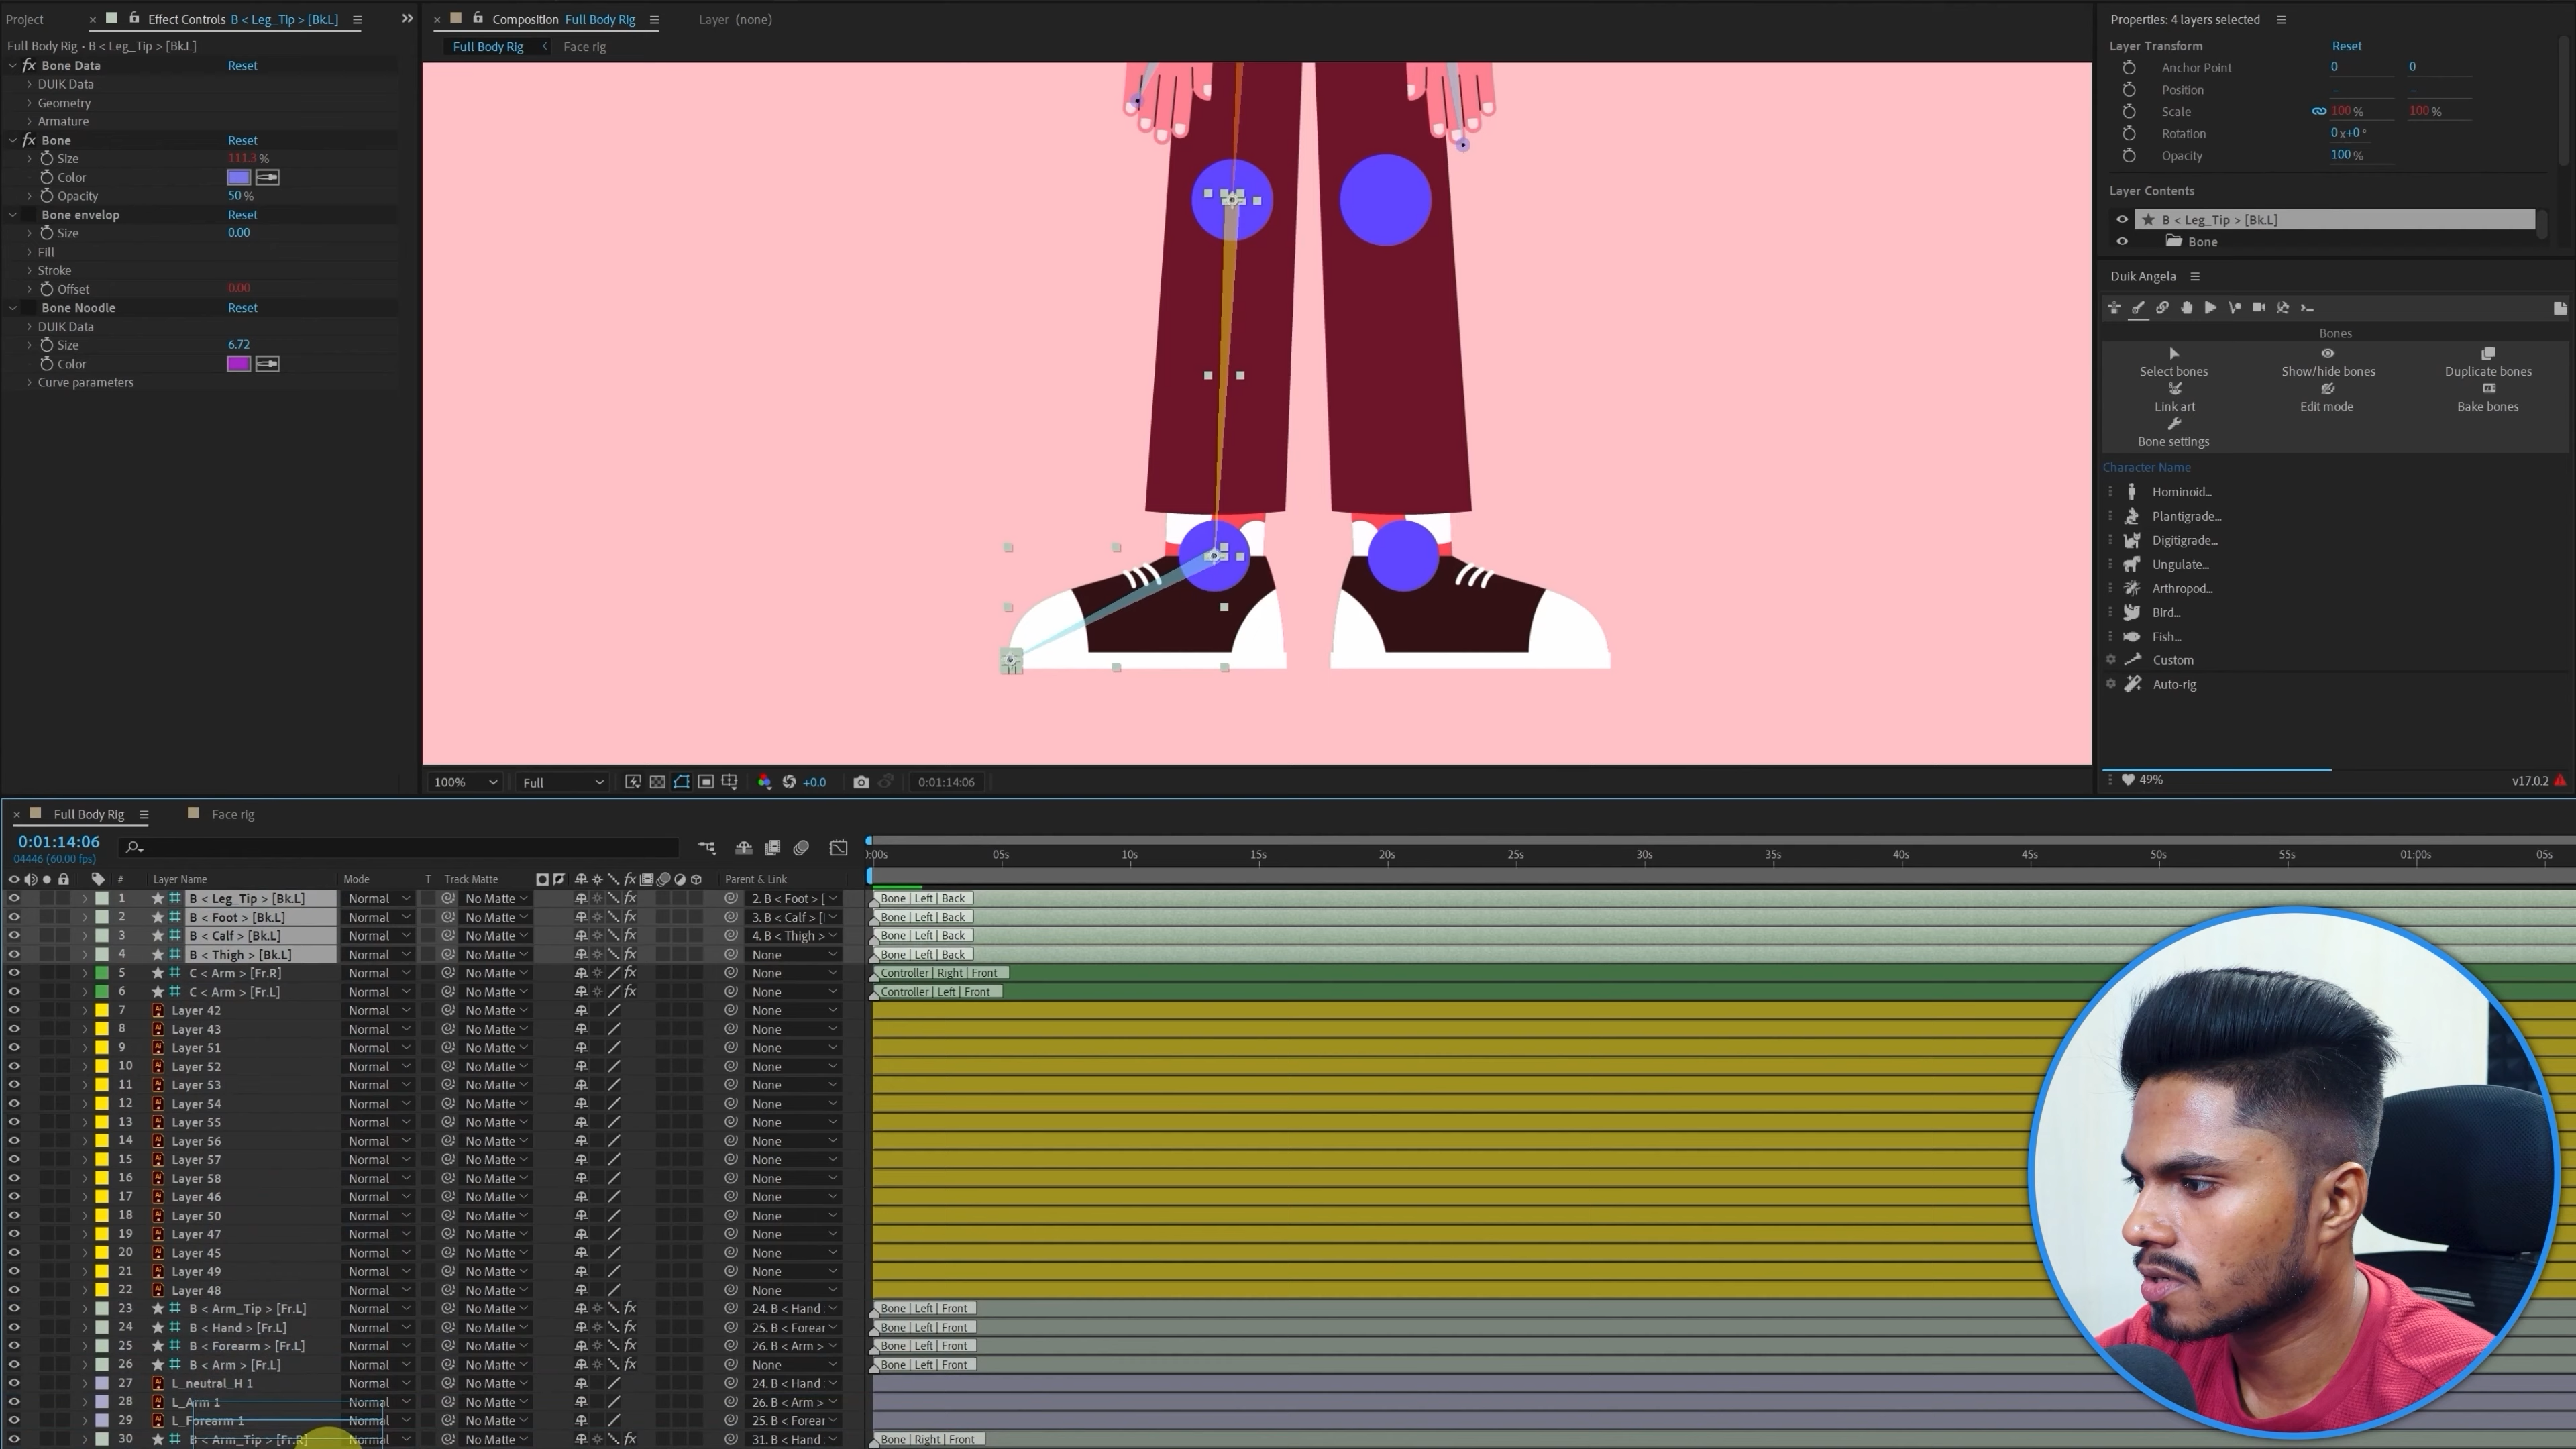 Project
Effect Controls B < Leg_Tip > [Bk.L]
Full Body Rig • B < Leg_Tip > [Bk.L]
fx Bone Data Reset
DUIK Data
Geometry
Armature
fx Bone Reset
Size 111.3 %
Color
Opacity 50 %
Bone envelop Reset
Size 0.00
Fill
Stroke
Offset 0.00
Bone Noodle Reset
DUIK Data
Size 6.72
Color
Curve parameters
Composition Full Body Rig
Layer (none)
Full Body Rig
Face rig
100%
Full
+0.0
0:01:14:06
Properties: 4 layers selected
Layer Transform Reset
Anchor Point 0 0
Position – –
Scale 100 % 100 %
Rotation 0x+0°
Opacity 100 %
Layer Contents
B < Leg_Tip > [Bk.L]
Bone
Duik Angela
Bones
Select bones Show/hide bones Duplicate bones
Link art Edit mode Bake bones
Bone settings
Character Name
Hominoid...
Plantigrade...
Digitigrade...
Ungulate...
Arthropod...
Bird...
Fish...
Custom
Auto-rig
49% v17.0.2
Full Body Rig Face rig
0:01:14:06
04446 (60.00 fps)
0:00s 05s 10s 15s 20s 25s 30s 35s 40s 45s 50s 55s 01:00s 05s
# Layer Name Mode T Track Matte fx Parent & Link
1 B < Leg_Tip > [Bk.L] Normal No Matte fx 2. B < Foot > [ Bone | Left | Back
2 B < Foot > [Bk.L] Normal No Matte fx 3. B < Calf > [ Bone | Left | Back
3 B < Calf > [Bk.L] Normal No Matte fx 4. B < Thigh > Bone | Left | Back
4 B < Thigh > [Bk.L] Normal No Matte fx None Bone | Left | Back
5 C < Arm > [Fr.R] Normal No Matte fx None Controller | Right | Front
6 C < Arm > [Fr.L] Normal No Matte fx None Controller | Left | Front
7 Layer 42 Normal No Matte None
8 Layer 43 Normal No Matte None
9 Layer 51 Normal No Matte None
10 Layer 52 Normal No Matte None
11 Layer 53 Normal No Matte None
12 Layer 54 Normal No Matte None
13 Layer 55 Normal No Matte None
14 Layer 56 Normal No Matte None
15 Layer 57 Normal No Matte None
16 Layer 58 Normal No Matte None
17 Layer 46 Normal No Matte None
18 Layer 50 Normal No Matte None
19 Layer 47 Normal No Matte None
20 Layer 45 Normal No Matte None
21 Layer 49 Normal No Matte None
22 Layer 48 Normal No Matte None
23 B < Arm_Tip > [Fr.L] Normal No Matte fx 24. B < Hand Bone | Left | Front
24 B < Hand > [Fr.L] Normal No Matte fx 25. B < Forear Bone | Left | Front
25 B < Forearm > [Fr.L] Normal No Matte fx 26. B < Arm > Bone | Left | Front
26 B < Arm > [Fr.L] Normal No Matte fx None Bone | Left | Front
27 L_neutral_H 1 Normal No Matte 24. B < Hand
28 L_Arm 1 Normal No Matte 26. B < Arm >
29 L_Forearm 1 Normal No Matte 25. B < Forear
30 B < Arm_Tip > [Fr.R] Normal No Matte fx 31. B < Hand Bone | Right | Front